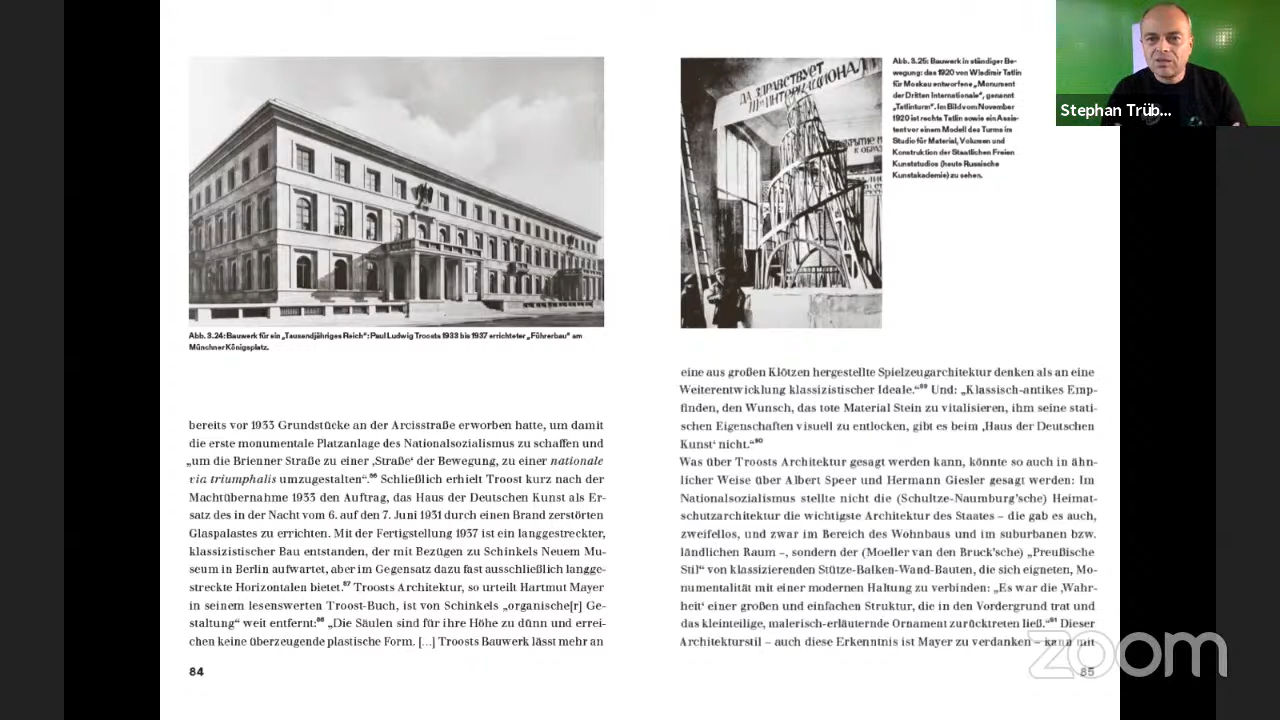 Abb. 3.24: Bauwerk für ein „Tausendjähriges Reich“: Paul Ludwig Troosts 1933 bis 1937 errichteter „Führerbau“ am
Münchner Königsplatz.
bereits vor 1933 Grundstücke an der Arcisstraße erworben hatte, um damit
die erste monumentale Platzanlage des Nationalsozialismus zu schaffen und
„um die Brienner Straße zu einer ‚Straße‘ der Bewegung, zu einer nationale
via triumphalis umzugestalten“.⁸⁶ Schließlich erhielt Troost kurz nach der
Machtübernahme 1933 den Auftrag, das Haus der Deutschen Kunst als Er-
satz des in der Nacht vom 6. auf den 7. Juni 1931 durch einen Brand zerstörten
Glaspalastes zu errichten. Mit der Fertigstellung 1937 ist ein langgestreckter,
klassizistischer Bau entstanden, der mit Bezügen zu Schinkels Neuem Mu-
seum in Berlin aufwartet, aber im Gegensatz dazu fast ausschließlich langge-
streckte Horizontalen bietet.⁸⁷ Troosts Architektur, so urteilt Hartmut Mayer
in seinem lesenswerten Troost-Buch, ist von Schinkels „organische[r] Ge-
staltung“ weit entfernt:⁸⁸ „Die Säulen sind für ihre Höhe zu dünn und errei-
chen keine überzeugende plastische Form. [...] Troosts Bauwerk lässt mehr an
84
ДА ЗДРАВСТВУЕТ
III-ИНТЕРНАЦИОНАЛ
Abb. 3.25: Bauwerk in ständiger Be-
wegung: das 1920 von Wladimir Tatlin
für Moskau entworfene „Monument
der Dritten Internationale“, genannt
„Tatlinturm“. Im Bild vom November
1920 ist rechts Tatlin sowie ein Assis-
tent vor einem Modell des Turms im
Studio für Material, Volumen und
Konstruktion der Staatlichen Freien
Kunststudios (heute Russische
Kunstakademie) zu sehen.
eine aus großen Klötzen hergestellte Spielzeugarchitektur denken als an eine
Weiterentwicklung klassizistischer Ideale.“⁸⁹ Und: „Klassisch-antikes Emp-
finden, den Wunsch, das tote Material Stein zu vitalisieren, ihm seine stati-
schen Eigenschaften visuell zu entlocken, gibt es beim ‚Haus der Deutschen
Kunst‘ nicht.“⁹⁰
Was über Troosts Architektur gesagt werden kann, könnte so auch in ähn-
licher Weise über Albert Speer und Hermann Giesler gesagt werden: Im
Nationalsozialismus stellte nicht die (Schultze-Naumburg’sche) Heimat-
schutzarchitektur die wichtigste Architektur des Staates – die gab es auch,
zweifellos, und zwar im Bereich des Wohnbaus und im suburbanen bzw.
ländlichen Raum –, sondern der (Moeller van den Bruck’sche) „Preußische
Stil“ von klassizierenden Stütze-Balken-Wand-Bauten, die sich eigneten, Mo-
numentalität mit einer modernen Haltung zu verbinden: „Es war die ‚Wahr-
heit‘ einer großen und einfachen Struktur, die in den Vordergrund trat und
das kleinteilige, malerisch-erläuternde Ornament zurücktreten ließ.“⁹¹ Dieser
Architekturstil – auch diese Erkenntnis ist Mayer zu verdanken – kann mit
85
Stephan Trüb...
zoom